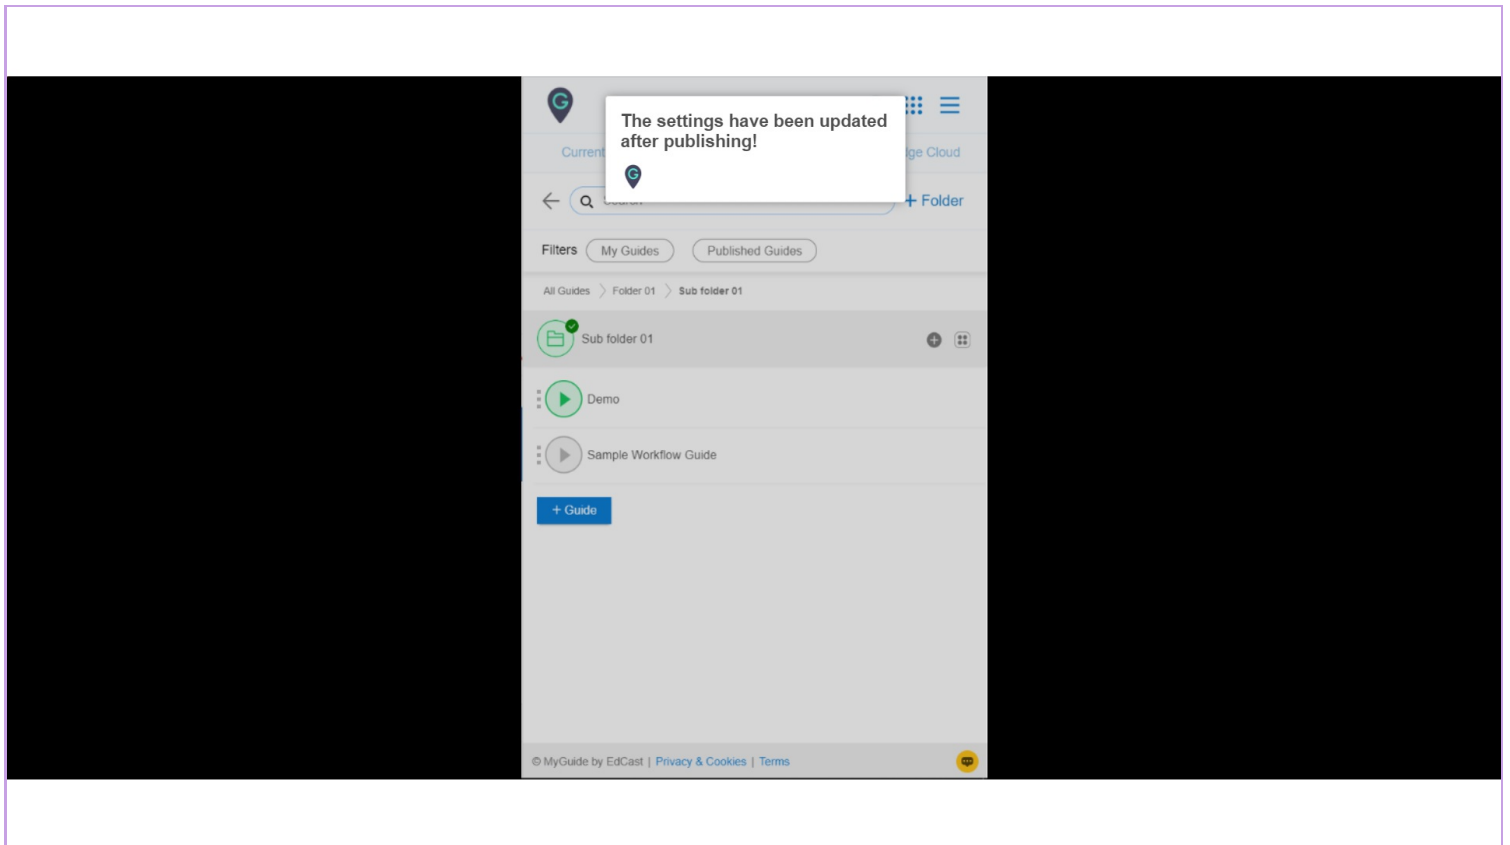 The settings have been updated
after publishing!
G
G
Current
ge Cloud
+ Folder
Filters My Guides Published Guides
All Guides Folder 01 Sub folder 01
Sub folder 01
Demo
Sample Workflow Guide
+ Guide
© MyGuide by EdCast | Privacy & Cookies | Terms